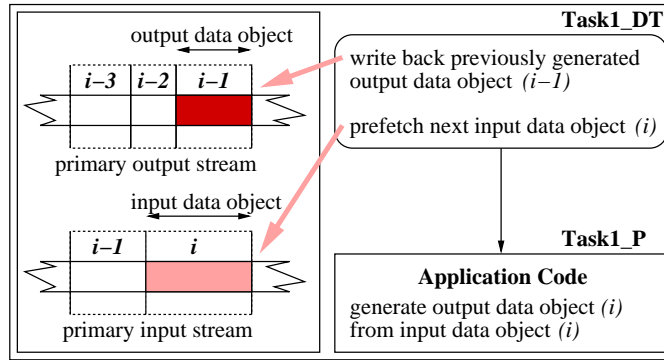 output data object
i−3 i−2 i−1
primary output stream
input data object
i−1 i
primary input stream
Task1_DT
write back previously generated
output data object (i−1)
prefetch next input data object (i)
Task1_P
Application Code
generate output data object (i)
from input data object (i)